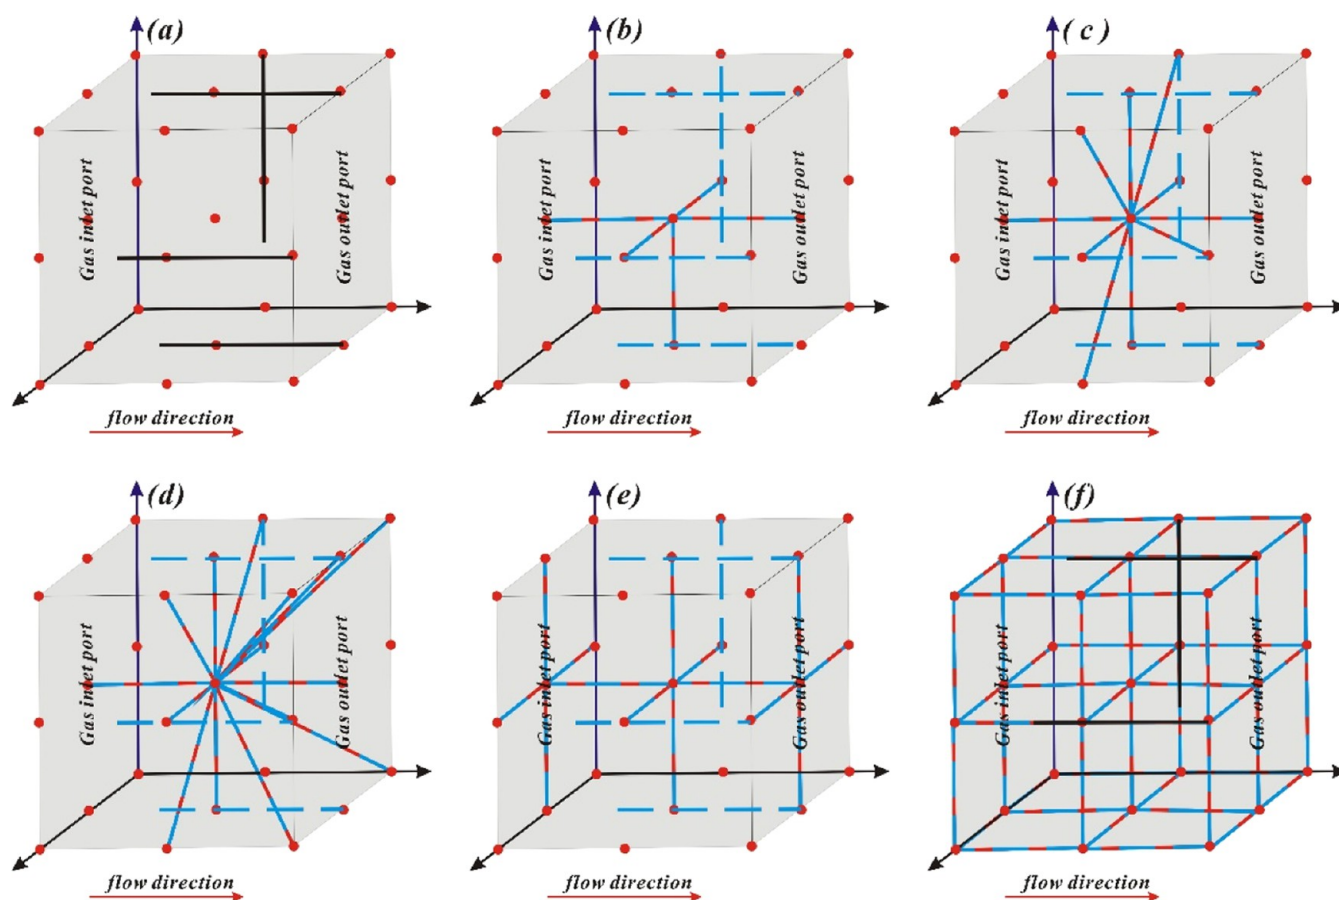 (a)
(b)
( c )
Gas inlet port
Gas outlet port
Gas inlet port
Gas outlet port
Gas inlet port
Gas outlet port
flow direction
flow direction
flow direction
(d)
(e)
(f)
Gas inlet port
Gas outlet port
Gas inlet port
Gas outlet port
Gas inlet port
Gas outlet port
flow direction
flow direction
flow direction